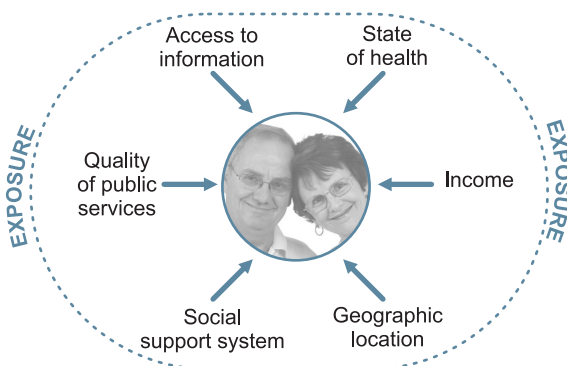 Access to
information
State
of health
EXPOSURE
Quality
of public
services
Income
EXPOSURE
Social
support system
Geographic
location